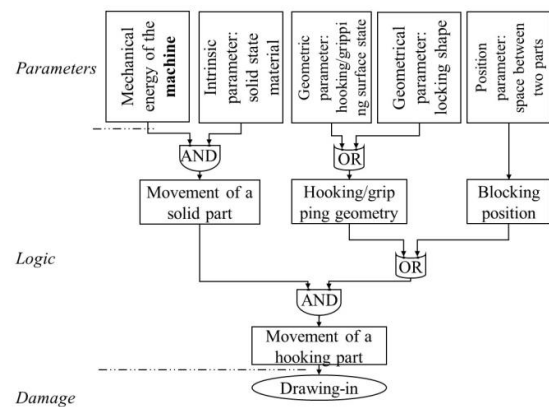 Parameters
Mechanical
energy of the
machine
Intrinsic
parameter:
solid state
material
Geometric
parameter:
hooking/grippi
ng surface state
Geometrical
parameter:
locking shape
Position
parameter:
space between
two parts
AND
OR
Movement of a
solid part
Hooking/grip
ping geometry
Blocking
position
Logic
OR
AND
Movement of a
hooking part
Damage
Drawing-in